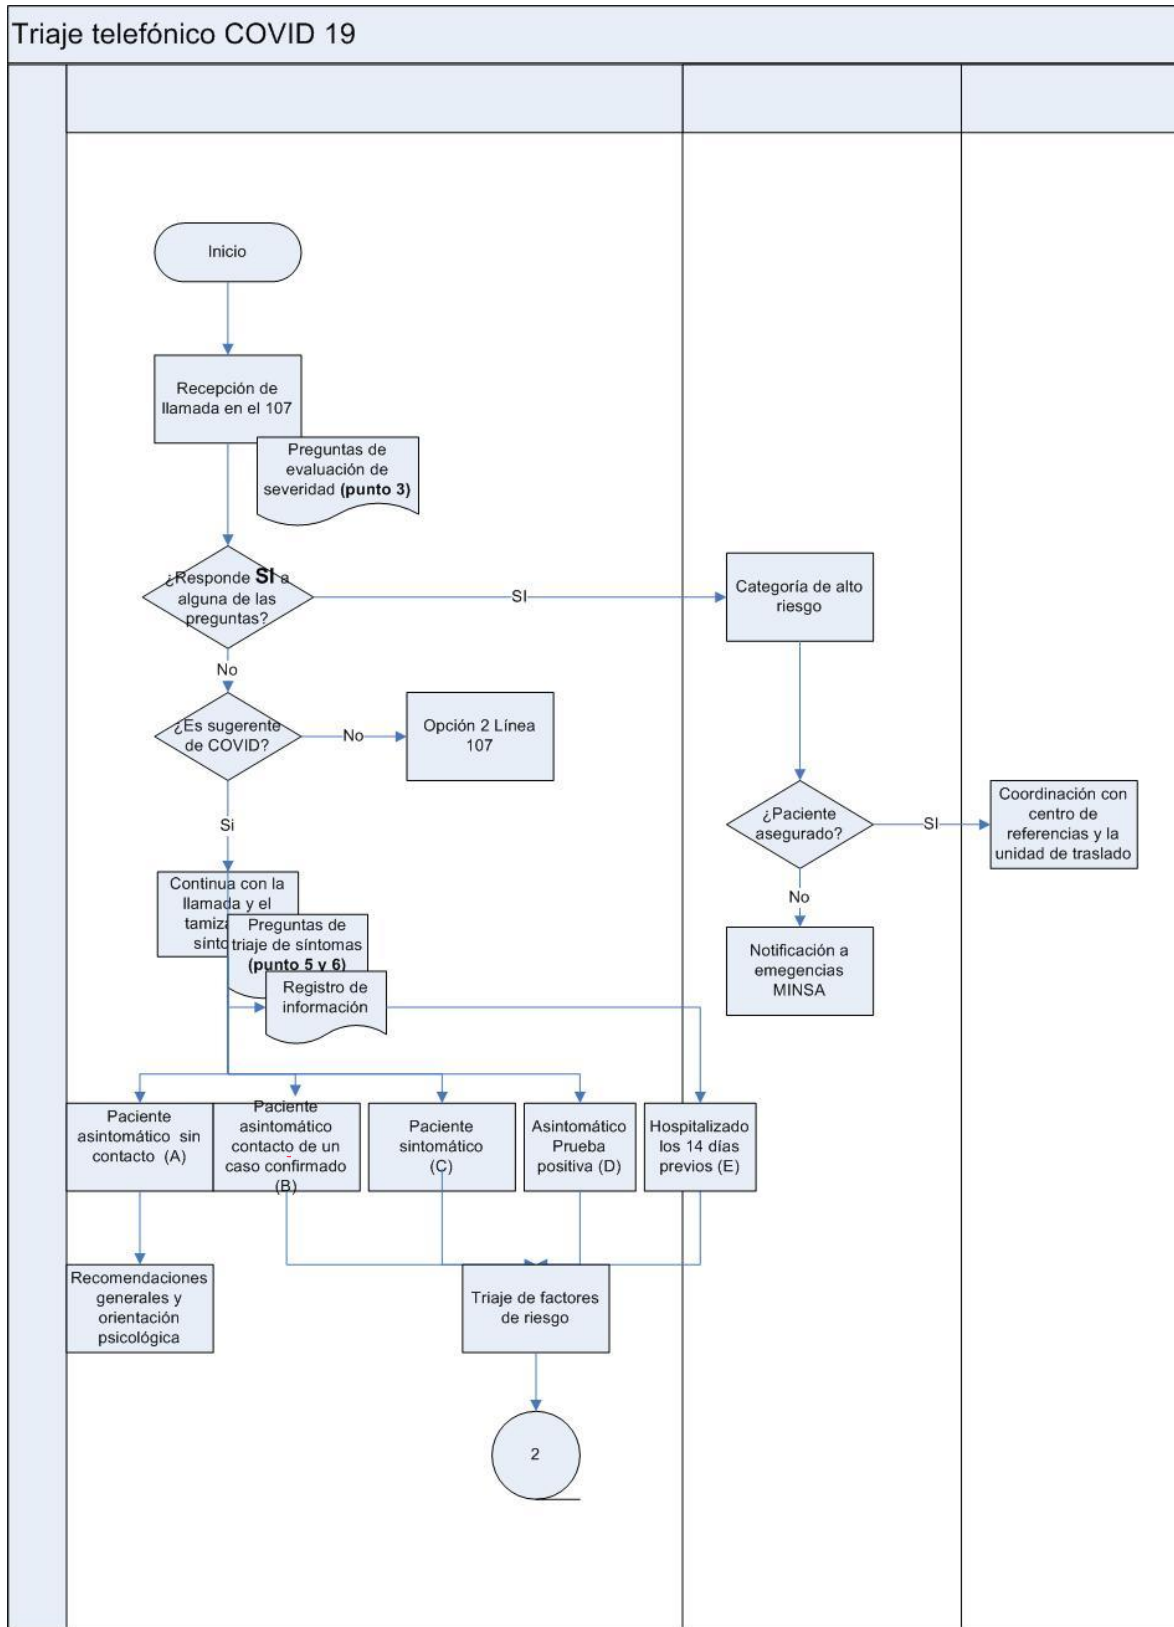 Triaje telefónico COVID 19
Inicio
Recepción de
llamada en el 107
Preguntas de
evaluación de
severidad (punto 3)
¿Responde SI a
alguna de las
preguntas?
SI
Categoría de alto
riesgo
No
¿Es sugerente
de COVID?
No
Opción 2 Línea
107
¿Paciente
asegurado?
SI
Coordinación con
centro de
referencias y la
unidad de traslado
Si
No
Notificación a
emegencias
MINSA
Continua con la
llamada y el
Preguntas de
triaje de síntomas
(punto 5 y 6)
Registro de
información
Paciente
asintomático sin
contacto (A)
Paciente
asintomático
contacto de un
caso confirmado
(B)
Paciente
sintomático
(C)
Asintomático
Prueba
positiva (D)
Hospitalizado
los 14 días
previos (E)
Recomendaciones
generales y
orientación
psicológica
Triaje de factores
de riesgo
2